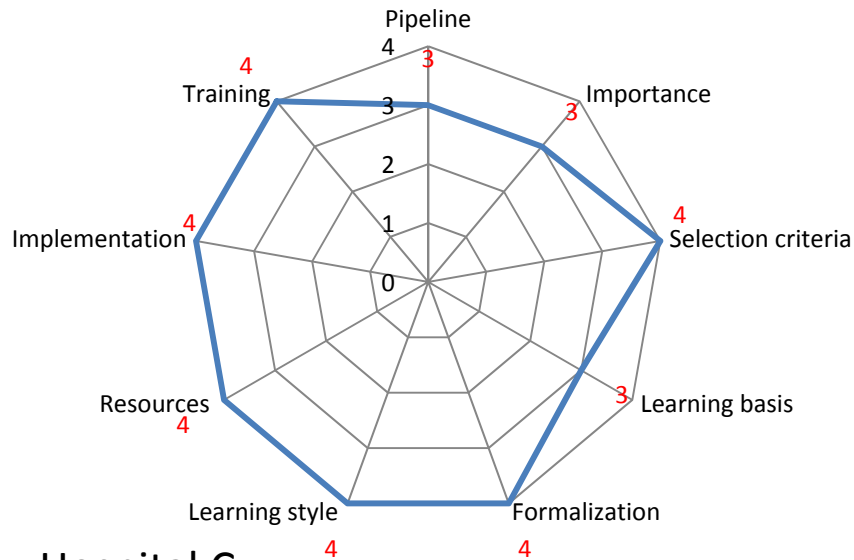 Pipeline
4
3
4
Training
3
Importance
3
2
4
1
4
Implementation
Selection criteria
0
Resources
4
3
Learning basis
Learning style
Formalization
4
4